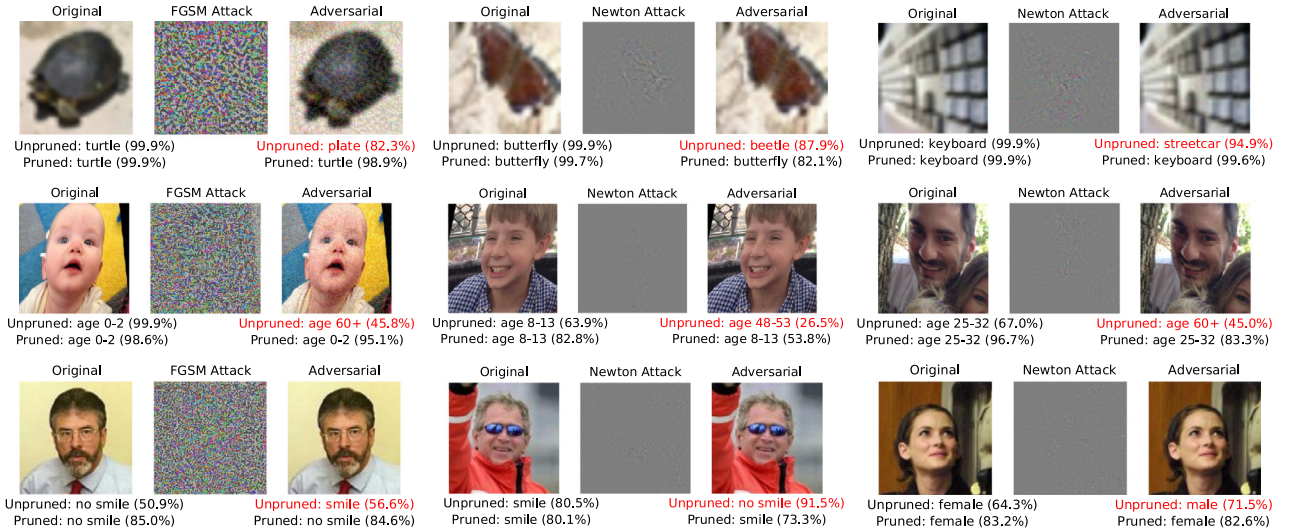 Original FGSM Attack Adversarial
Unpruned: turtle (99.9%) Unpruned: plate (82.3%)
Pruned: turtle (99.9%) Pruned: turtle (98.9%)
Original Newton Attack Adversarial
Unpruned: butterfly (99.9%) Unpruned: beetle (87.9%)
Pruned: butterfly (99.7%) Pruned: butterfly (82.1%)
Original Newton Attack Adversarial
Unpruned: keyboard (99.9%) Unpruned: streetcar (94.9%)
Pruned: keyboard (99.9%) Pruned: keyboard (99.6%)
Original FGSM Attack Adversarial
Unpruned: age 0-2 (99.9%) Unpruned: age 60+ (45.8%)
Pruned: age 0-2 (98.6%) Pruned: age 0-2 (95.1%)
Original Newton Attack Adversarial
Unpruned: age 8-13 (63.9%) Unpruned: age 48-53 (26.5%)
Pruned: age 8-13 (82.8%) Pruned: age 8-13 (53.8%)
Original Newton Attack Adversarial
Unpruned: age 25-32 (67.0%) Unpruned: age 60+ (45.0%)
Pruned: age 25-32 (96.7%) Pruned: age 25-32 (83.3%)
Original FGSM Attack Adversarial
Unpruned: no smile (50.9%) Unpruned: smile (56.6%)
Pruned: no smile (85.0%) Pruned: no smile (84.6%)
Original Newton Attack Adversarial
Unpruned: smile (80.5%) Unpruned: no smile (91.5%)
Pruned: smile (80.1%) Pruned: smile (73.3%)
Original Newton Attack Adversarial
Unpruned: female (64.3%) Unpruned: male (71.5%)
Pruned: female (83.2%) Pruned: female (82.6%)